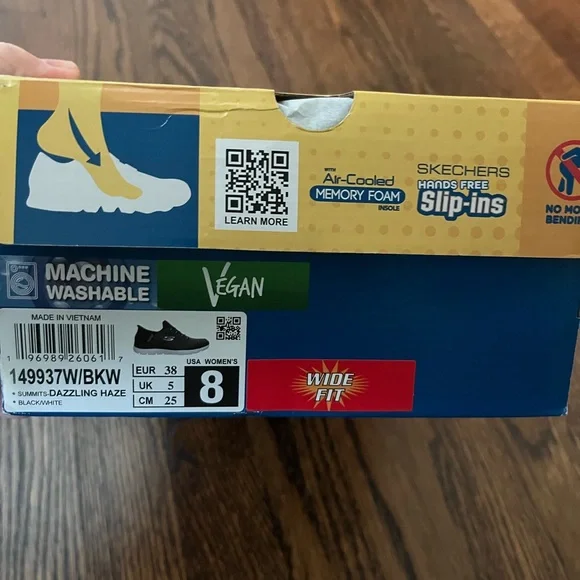 LEARN MORE
WITH
Air-Cooled
MEMORY FOAM
INSOLE
SKECHERS
HANDS FREE
Slip-ins
NO MO
BENDI
MACHINE
WASHABLE
VEGAN
MADE IN VIETNAM
1 96989 26061 7
149937W/BKW
• SUMMITS-DAZZLING HAZE
• BLACK/WHITE
USA WOMEN'S
EUR 38
UK 5
CM 25
8
WIDE
FIT